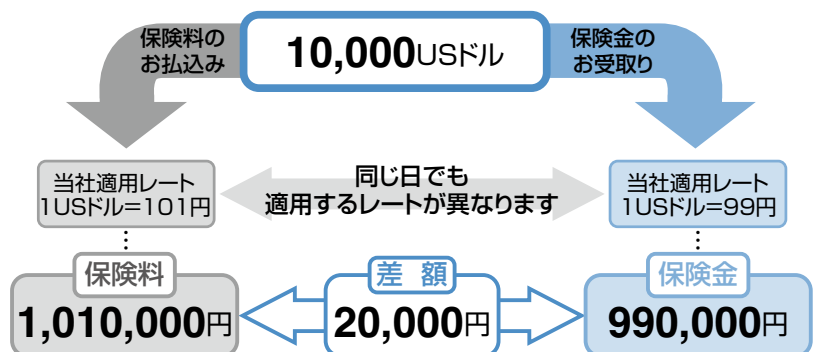 保険料の
お払込み
10,000USドル
保険金の
お受取り
当社適用レート
1USドル=101円
同じ日でも
適用するレートが異なります
当社適用レート
1USドル=99円
保険料
1,010,000円
差 額
20,000円
保険金
990,000円